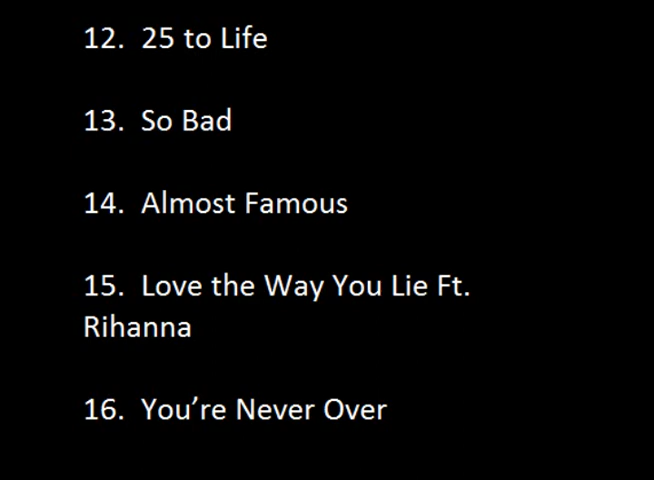 12. 25 to Life
13. So Bad
14. Almost Famous
15. Love the Way You Lie Ft.
Rihanna
16. You’re Never Over